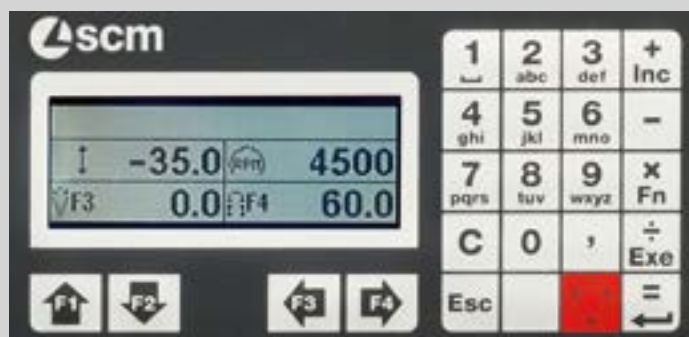 scm
-35.0 RPM 4500
F3 0.0 F4 60.0
F1 F2 F3 F4
1 2 abc 3 def + Inc
4 ghi 5 jkl 6 mno -
7 pqrs 8 tuv 9 wxyz × Fn
C 0 , ÷ Exe
Esc =